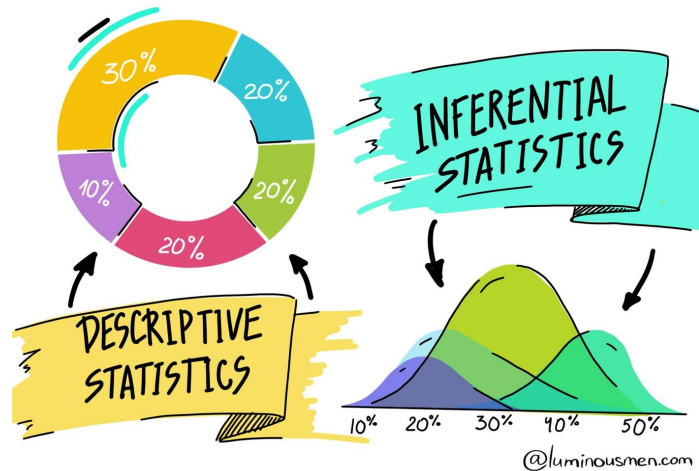 30%
20%
20%
20%
10%
DESCRIPTIVE
STATISTICS
INFERENTIAL
STATISTICS
10% 20% 30% 40% 50%
@luminousmen.com